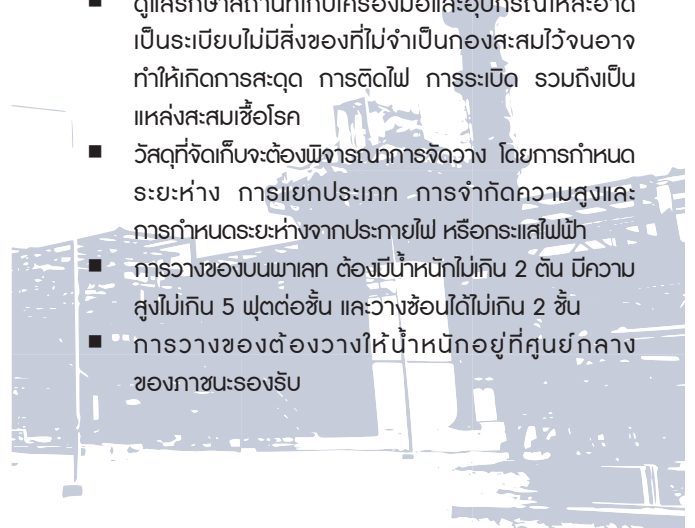 ■ ดูแลรักษาสถานที่เก็บเครื่องมือและอุปกรณ์ให้สะอาด
เป็นระเบียบไม่มีสิ่งของที่ไม่จำเป็นกองสะสมไว้จนอาจ
ทำให้เกิดการสะดุด การติดไฟ การระเบิด รวมถึงเป็น
แหล่งสะสมเชื้อโรค
■ วัสดุที่จัดเก็บจะต้องพิจารณาการจัดวาง โดยการกำหนด
ระยะห่าง การแยกประเภท การจำกัดความสูงและ
การกำหนดระยะห่างจากประกายไฟ หรือกระแสไฟฟ้า
■ การวางของบนพาเลท ต้องมีน้ำหนักไม่เกิน 2 ตัน มีความ
สูงไม่เกิน 5 ฟุตต่อชั้น และวางซ้อนได้ไม่เกิน 2 ชั้น
■ การวางของต้องวางให้น้ำหนักอยู่ที่ศูนย์กลาง
ของภาชนะรองรับ